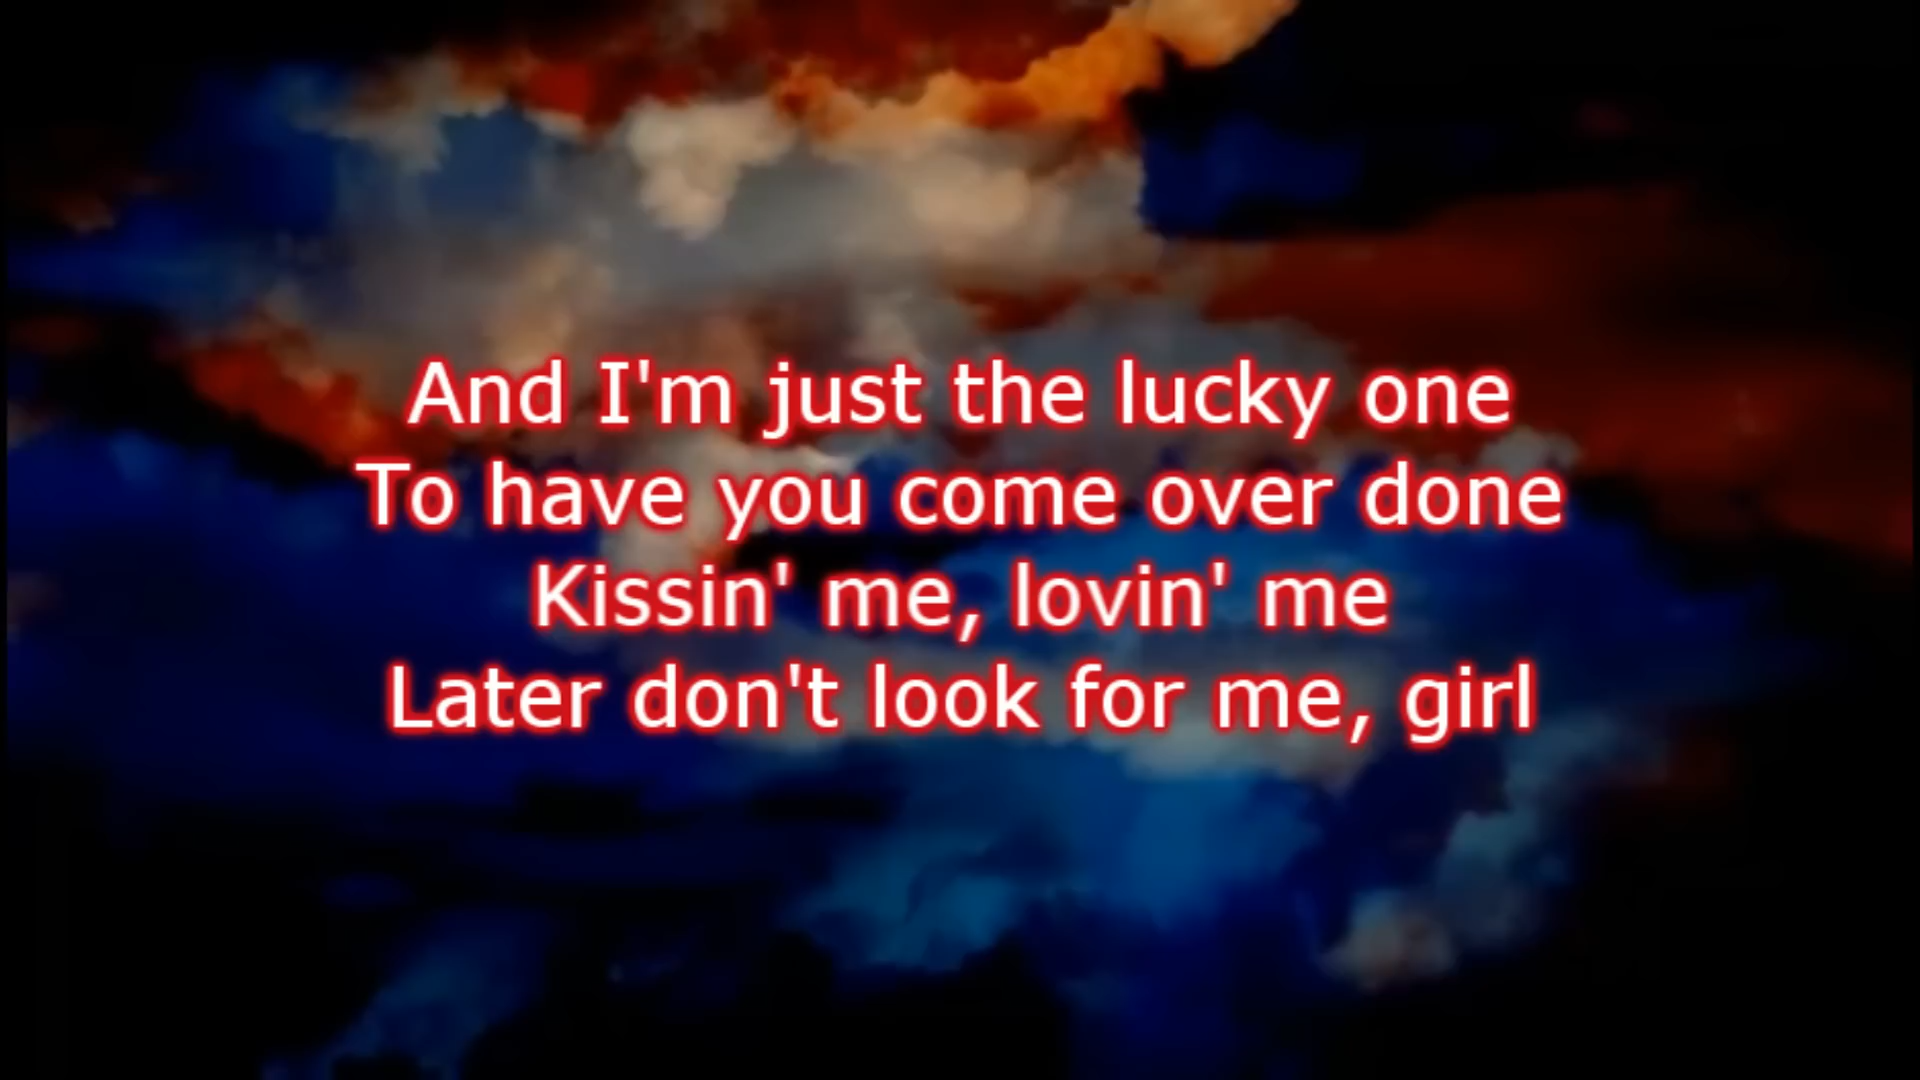 And I'm just the lucky one
To have you come over done
Kissin' me, lovin' me
Later don't look for me, girl